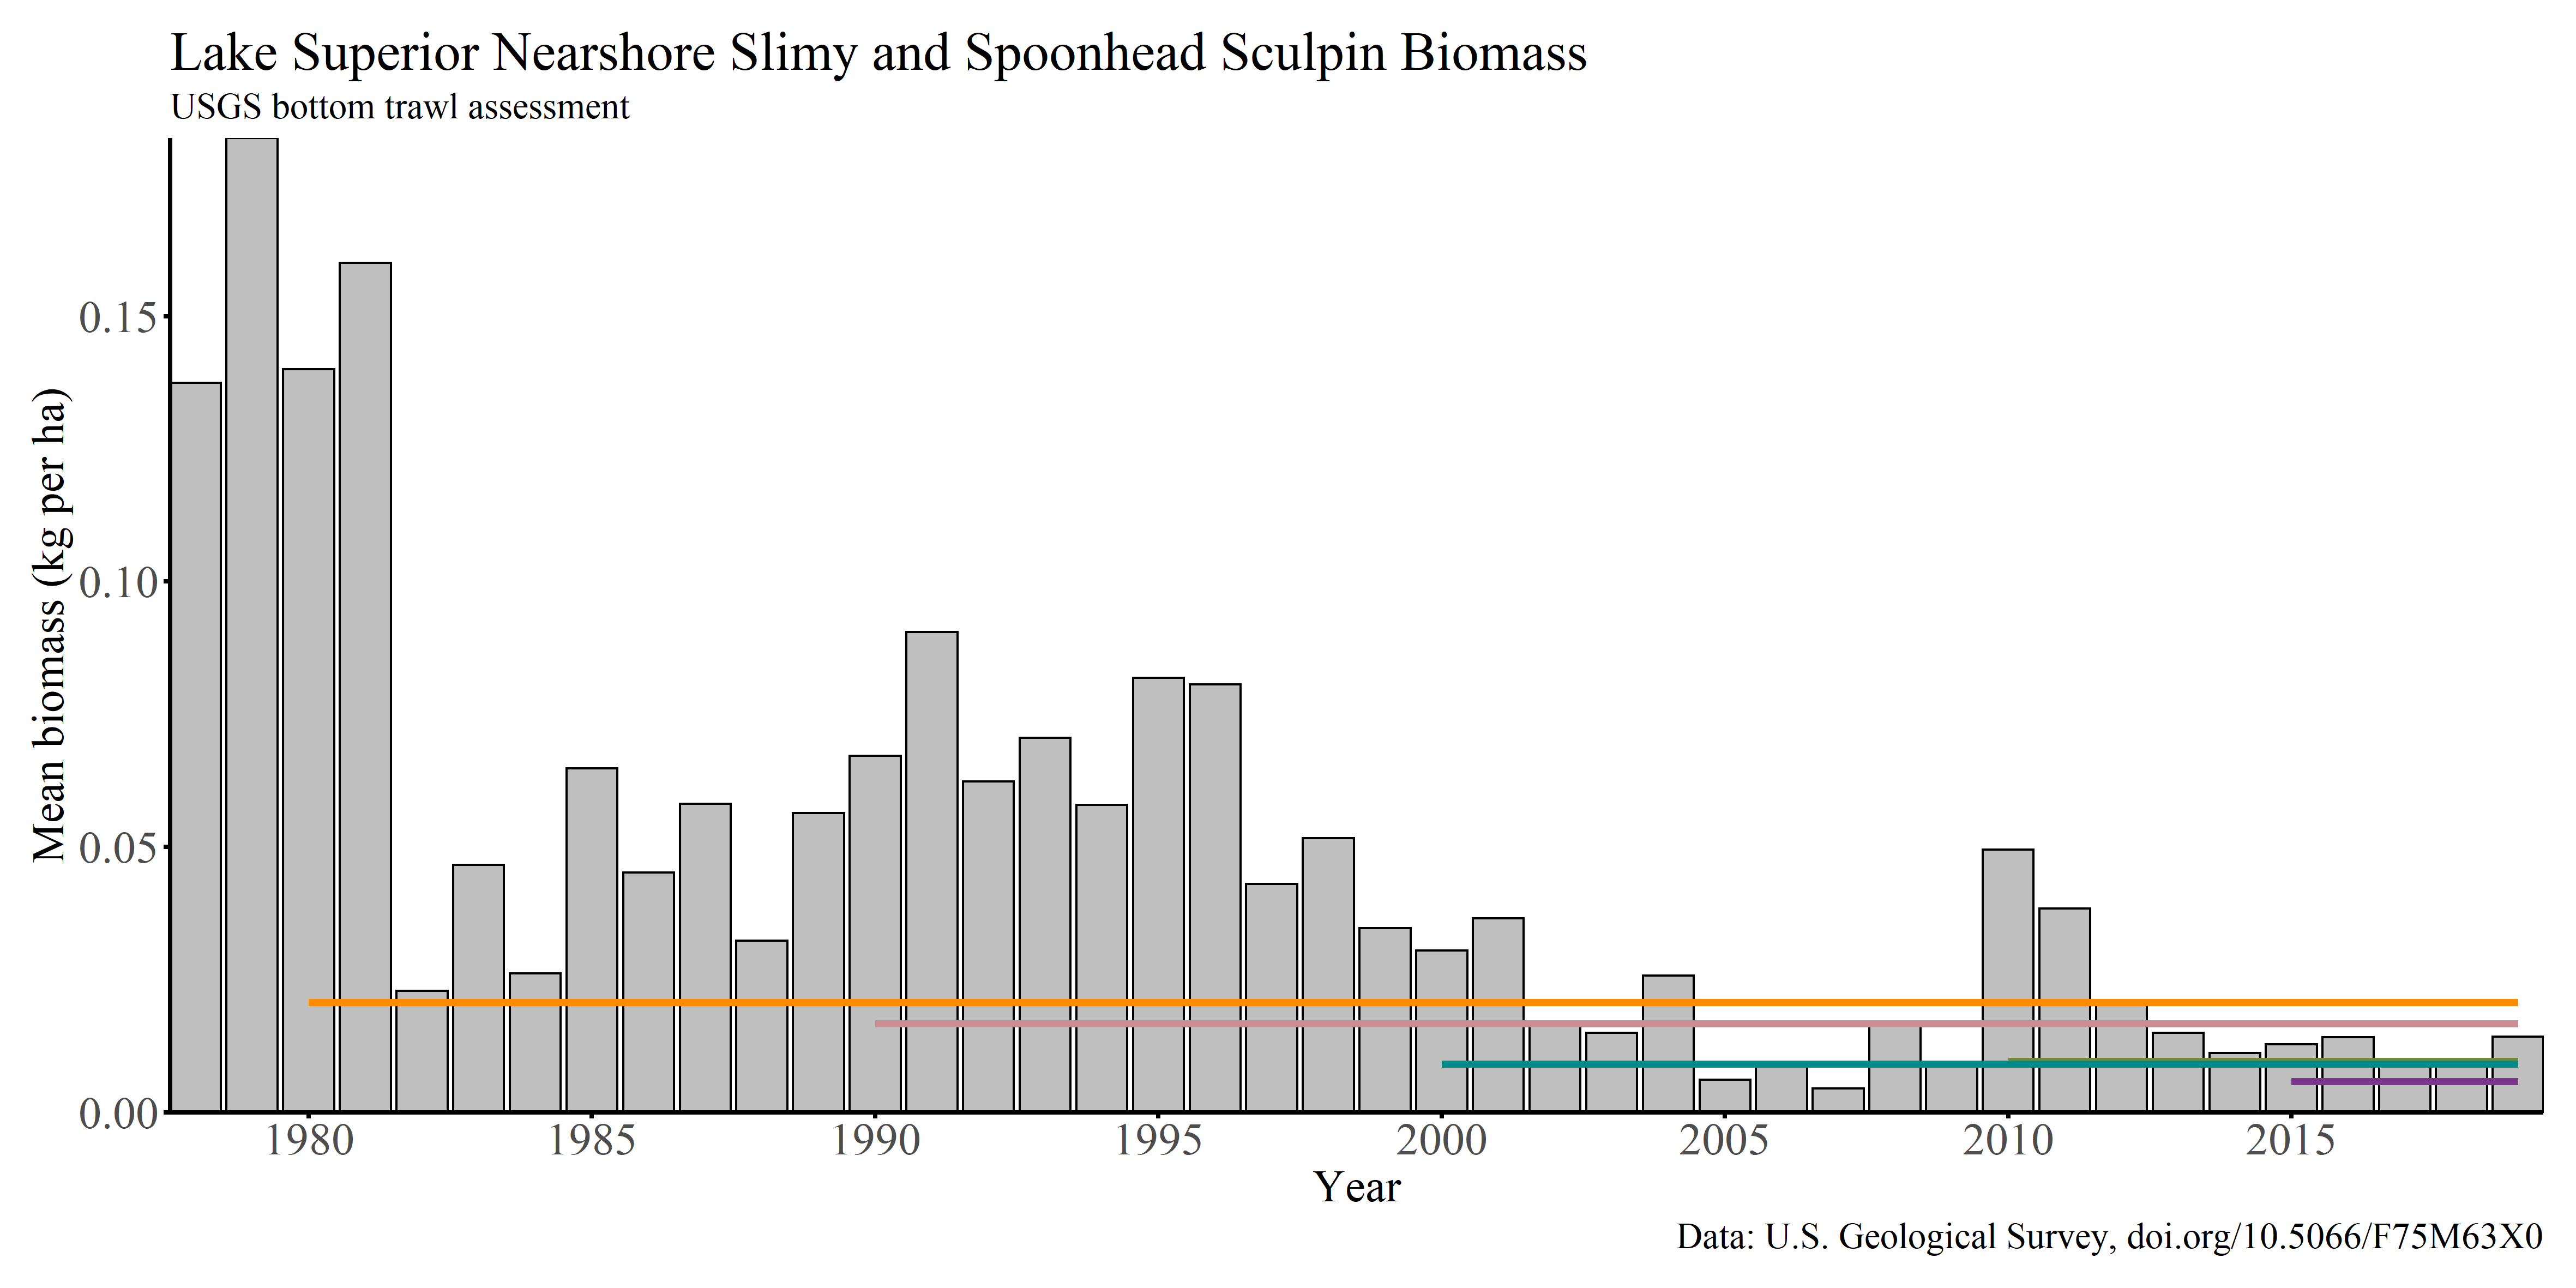 Lake Superior Nearshore Slimy and Spoonhead Sculpin Biomass
USGS bottom trawl assessment
Mean biomass (kg per ha)
0.15
0.10
0.05
0.00
1980 1985 1990 1995 2000 2005 2010 2015
Year
Data: U.S. Geological Survey, doi.org/10.5066/F75M63X0